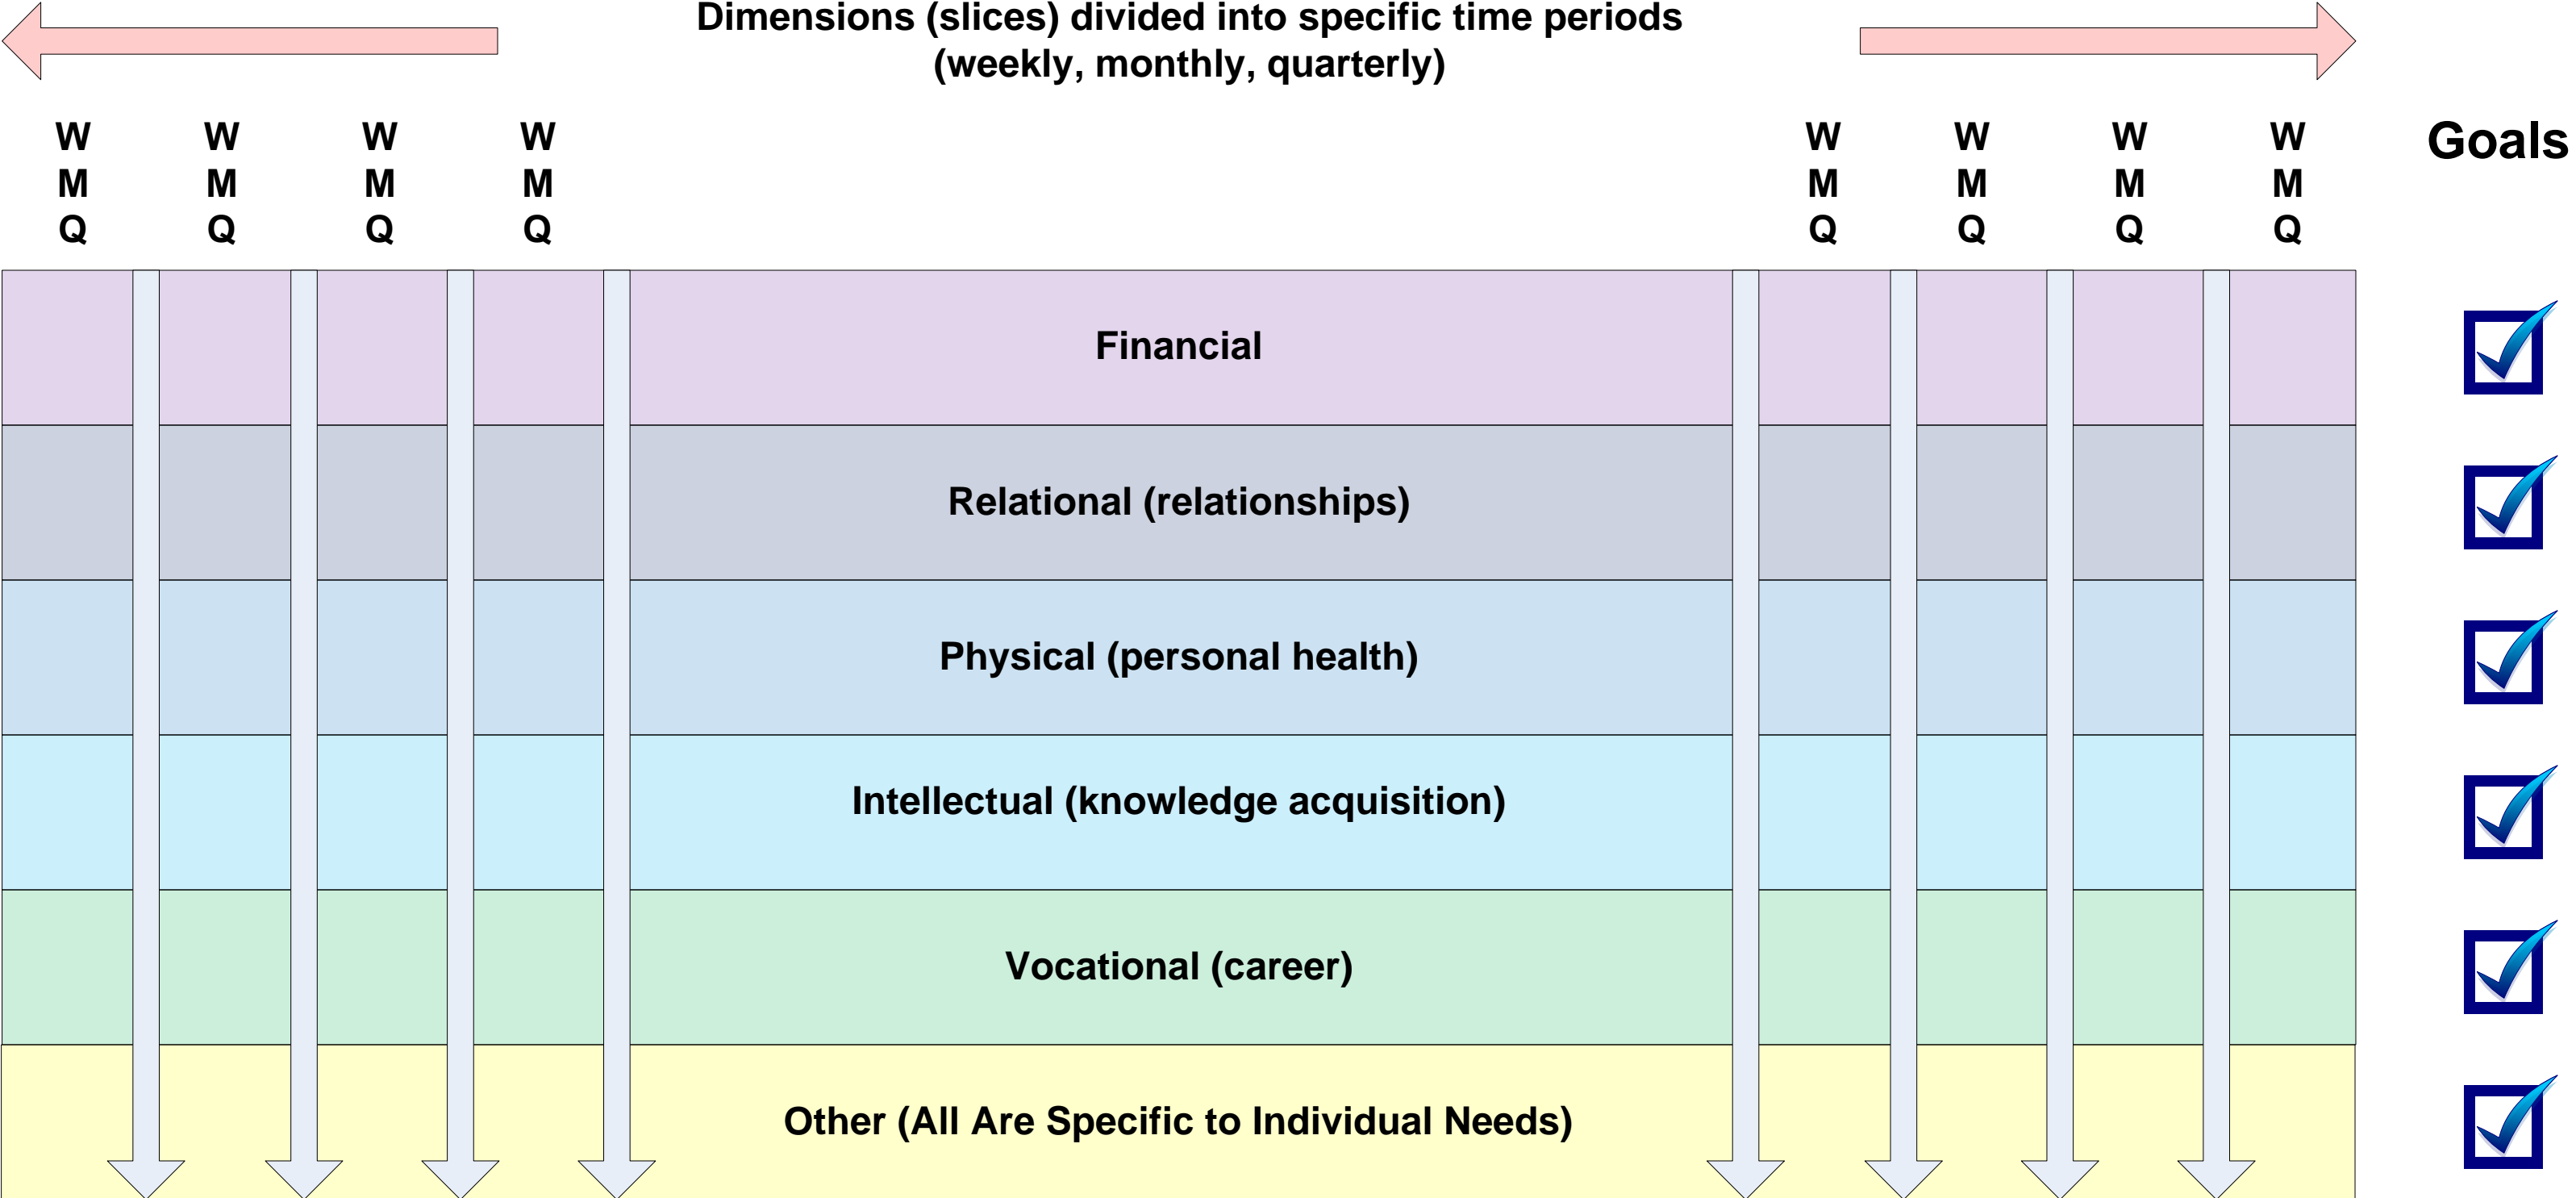 Dimensions (slices) divided into specific time periods
(weekly, monthly, quarterly)
W W W W W W W W Goals
M M M M M M M M
Q Q Q Q Q Q Q Q
Financial
Relational (relationships)
Physical (personal health)
Intellectual (knowledge acquisition)
Vocational (career)
Other (All Are Specific to Individual Needs)